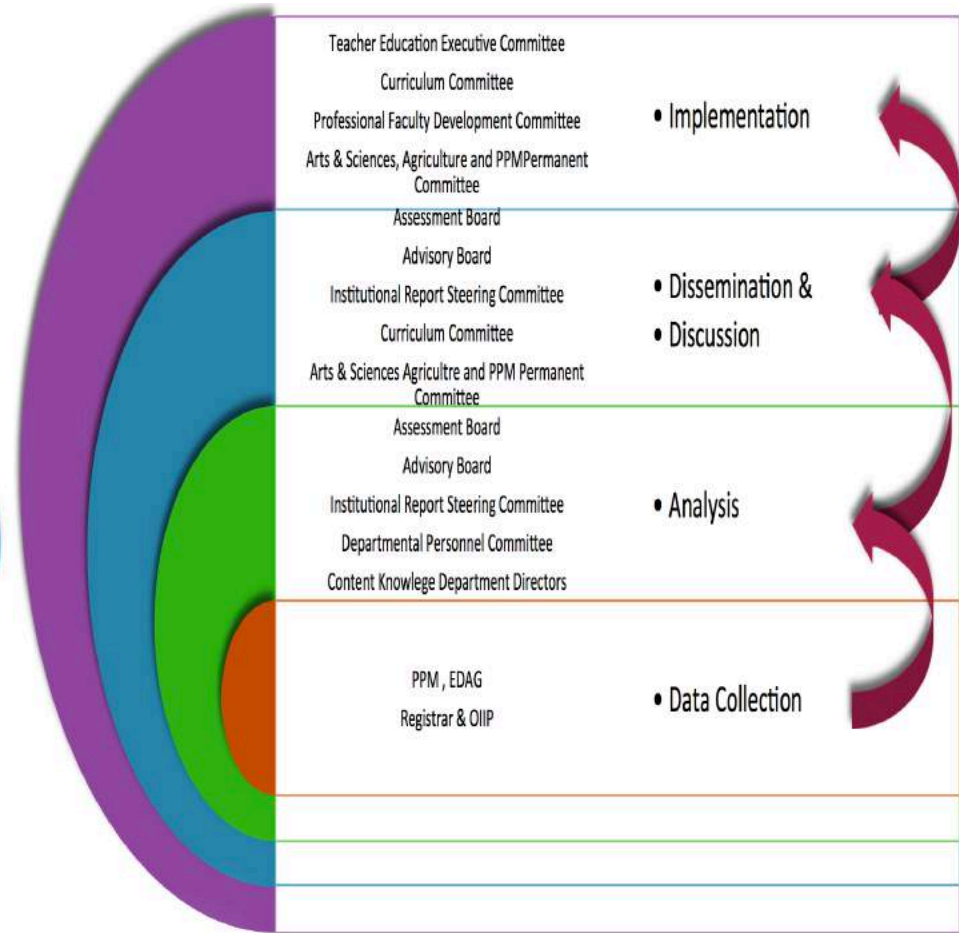 Teacher Education Executive Committee
Curriculum Committee
Professional Faculty Development Committee
Arts & Sciences, Agriculture and PPMPermanent
Committee
• Implementation
Assessment Board
Advisory Board
Institutional Report Steering Committee
Curriculum Committee
Arts & Sciences Agricultre and PPM Permanent
Committee
• Dissemination &
• Discussion
Assessment Board
Advisory Board
Institutional Report Steering Committee
Departmental Personnel Committee
Content Knowlege Department Directors
• Analysis
PPM , EDAG
Registrar & OIIP
• Data Collection